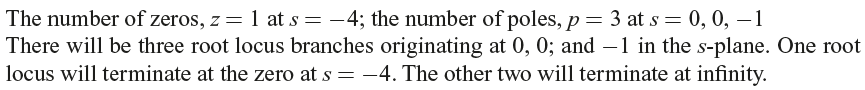 The number of zeros, z = 1 at s = −4; the number of poles, p = 3 at s = 0, 0, −1
There will be three root locus branches originating at 0, 0; and −1 in the s-plane. One root
locus will terminate at the zero at s = −4. The other two will terminate at infinity.